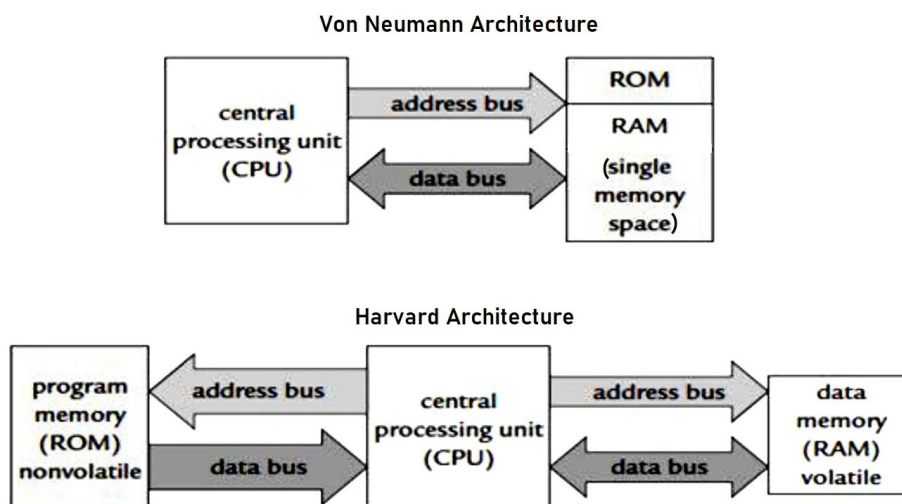 Von Neumann Architecture
central
processing unit
(CPU)
address bus
data bus
ROM
RAM
(single
memory
space)
Harvard Architecture
program
memory
(ROM)
nonvolatile
address bus
data bus
central
processing unit
(CPU)
address bus
data bus
data
memory
(RAM)
volatile